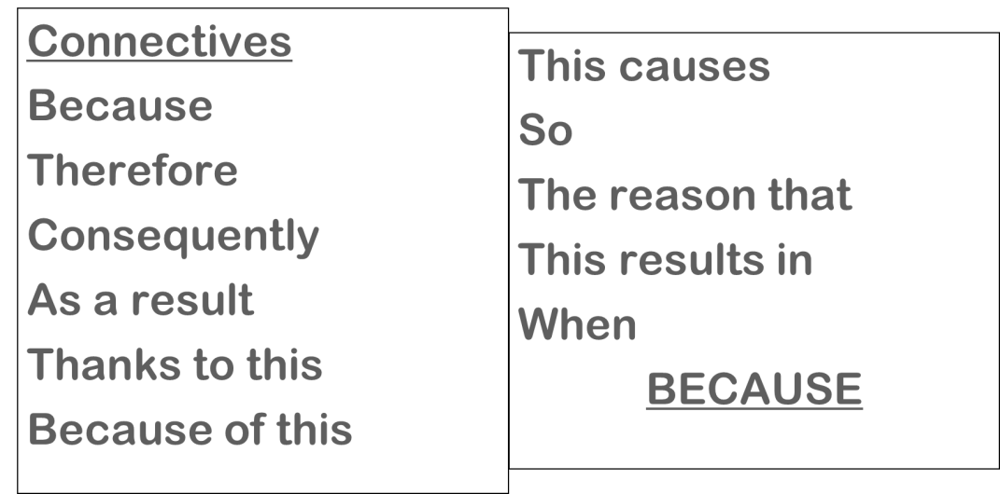 Connectives
Because
Therefore
Consequently
As a result
Thanks to this
Because of this
This causes
So
The reason that
This results in
When
BECAUSE